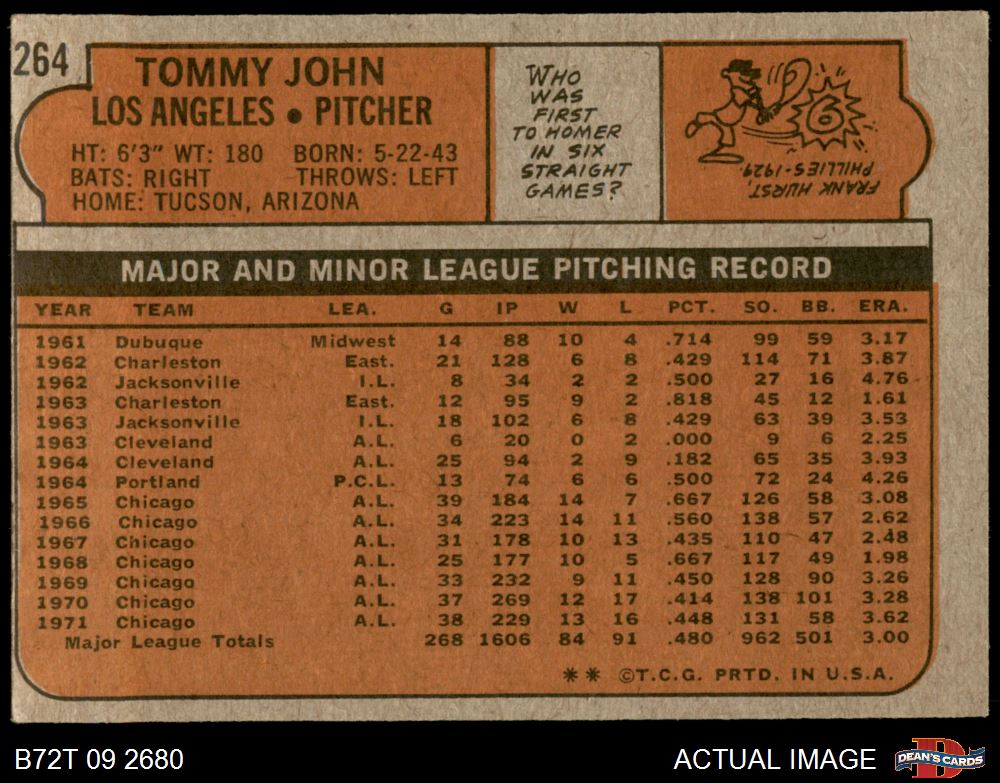 264
TOMMY JOHN
LOS ANGELES • PITCHER
HT: 6'3" WT: 180 BORN: 5-22-43
BATS: RIGHT THROWS: LEFT
HOME: TUCSON, ARIZONA
WHO
WAS
FIRST
TO HOMER
IN SIX
STRAIGHT
GAMES?
6
FRANK HURST,
PHILLIES-1929.
MAJOR AND MINOR LEAGUE PITCHING RECORD
YEAR TEAM LEA. G IP W L PCT. SO. BB. ERA.
1961 Dubuque Midwest 14 88 10 4 .714 99 59 3.17
1962 Charleston East. 21 128 6 8 .429 114 71 3.87
1962 Jacksonville I.L. 8 34 2 2 .500 27 16 4.76
1963 Charleston East. 12 95 9 2 .818 45 12 1.61
1963 Jacksonville I.L. 18 102 6 8 .429 63 39 3.53
1963 Cleveland A.L. 6 20 0 2 .000 9 6 2.25
1964 Cleveland A.L. 25 94 2 9 .182 65 35 3.93
1964 Portland P.C.L. 13 74 6 6 .500 72 24 4.26
1965 Chicago A.L. 39 184 14 7 .667 126 58 3.08
1966 Chicago A.L. 34 223 14 11 .560 138 57 2.62
1967 Chicago A.L. 31 178 10 13 .435 110 47 2.48
1968 Chicago A.L. 25 177 10 5 .667 117 49 1.98
1969 Chicago A.L. 33 232 9 11 .450 128 90 3.26
1970 Chicago A.L. 37 269 12 17 .414 138 101 3.28
1971 Chicago A.L. 38 229 13 16 .448 131 58 3.62
Major League Totals 268 1606 84 91 .480 962 501 3.00
** ©T.C.G. PRTD. IN U.S.A.
B72T 09 2680
ACTUAL IMAGE
D
DEAN'S CARDS